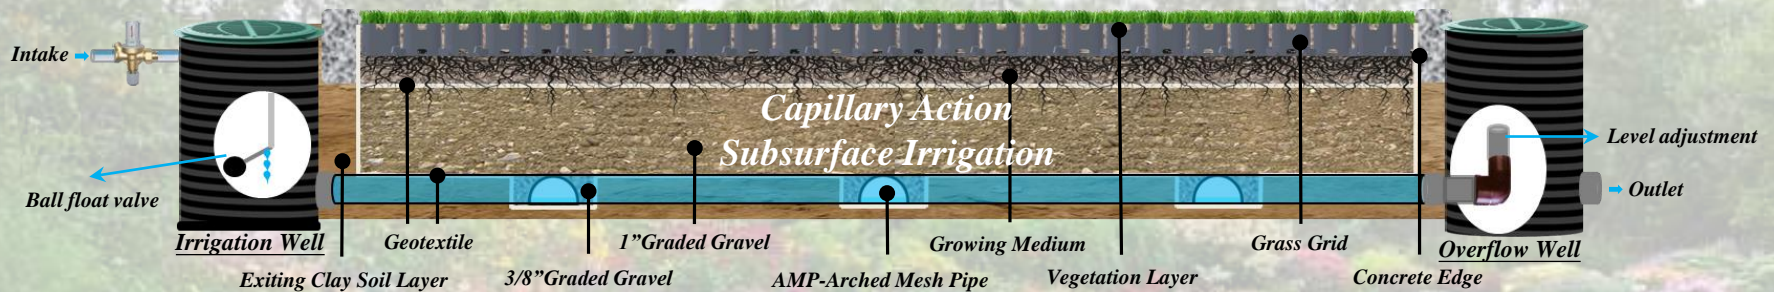 Intake
Ball float valve
Irrigation Well
Capillary Action
Subsurface Irrigation
Level adjustment
Outlet
Overflow Well
Geotextile
1”Graded Gravel
Growing Medium
Grass Grid
Exiting Clay Soil Layer
3/8”Graded Gravel
AMP-Arched Mesh Pipe
Vegetation Layer
Concrete Edge